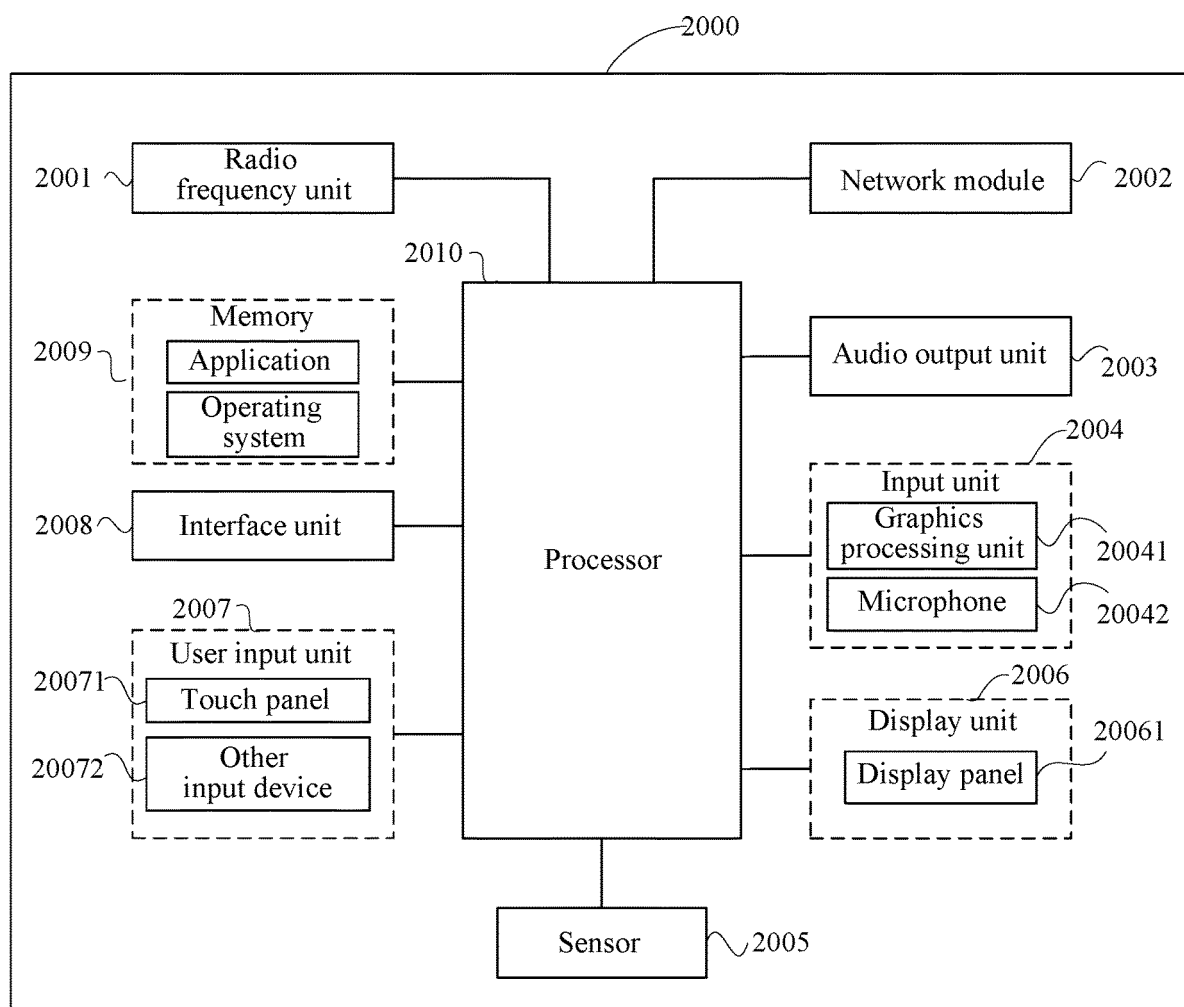 2000
Radio
frequency unit
2001
Network module
2002
2010
Memory
Application
Operating
system
2009
Audio output unit
2003
2004
Input unit
Graphics
processing unit
20041
Microphone
20042
Interface unit
2008
Processor
2007
User input unit
20071
Touch panel
20072
Other
input device
2006
Display unit
20061
Display panel
Sensor
2005